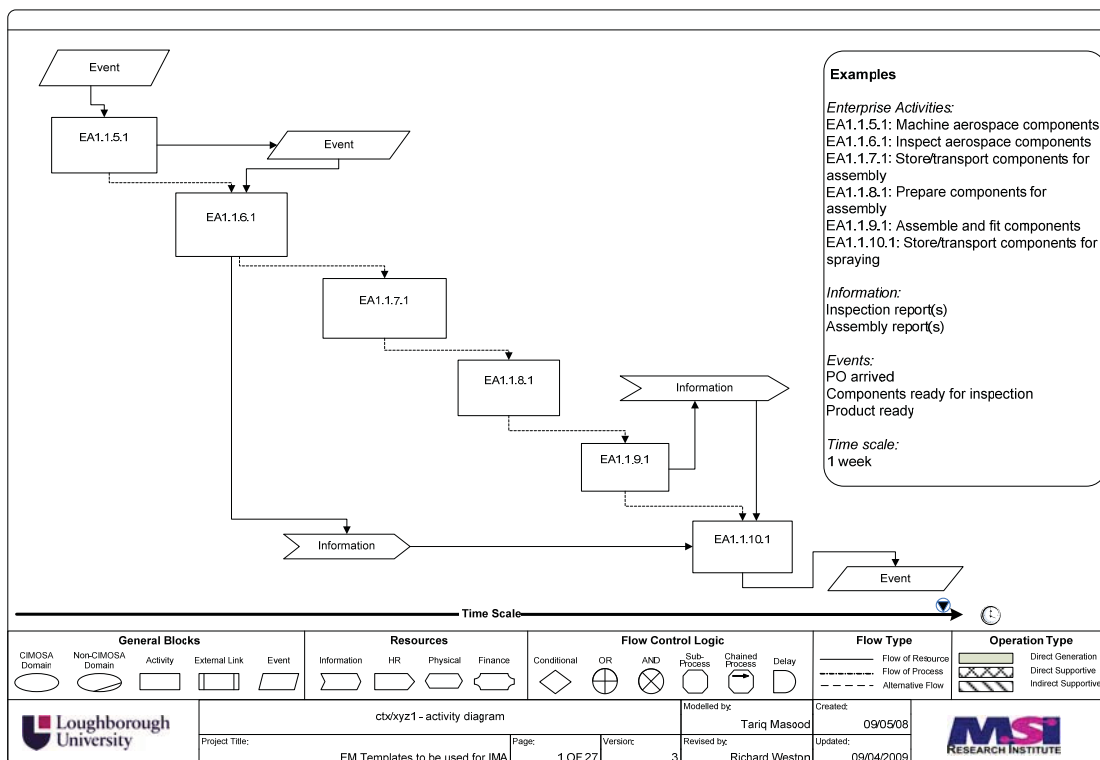 Event
EA1.1.5.1
Event
EA1.1.6.1
EA1.1.7.1
EA1.1.8.1
Information
EA1.1.9.1
Information
EA1.1.10.1
Event
Examples
Enterprise Activities:
EA1.1.5.1: Machine aerospace components
EA1.1.6.1: Inspect aerospace components
EA1.1.7.1: Store/transport components for
assembly
EA1.1.8.1: Prepare components for
assembly
EA1.1.9.1: Assemble and fit components
EA1.1.10.1: Store/transport components for
spraying
Information:
Inspection report(s)
Assembly report(s)
Events:
PO arrived
Components ready for inspection
Product ready
Time scale:
1 week
Time Scale
General Blocks
CIMOSA
Domain
Non-CIMOSA
Domain
Activity
External Link
Event
Resources
Information
HR
Physical
Finance
Flow Control Logic
Conditional
OR
AND
Sub-
Process
Chained
Process
Delay
Flow Type
Flow of Resource
Flow of Process
Alternative Flow
Operation Type
Direct Generation
Direct Supportive
Indirect Supportive
Loughborough
University
ctx/xyz1 - activity diagram
Modelled by:
Tariq Masood
Created:
09/05/08
Project Title:
EM Templates to be used for IMA
Page:
1 OF 27
Version:
3
Revised by:
Richard Weston
Updated:
09/04/2009
MSI
RESEARCH INSTITUTE